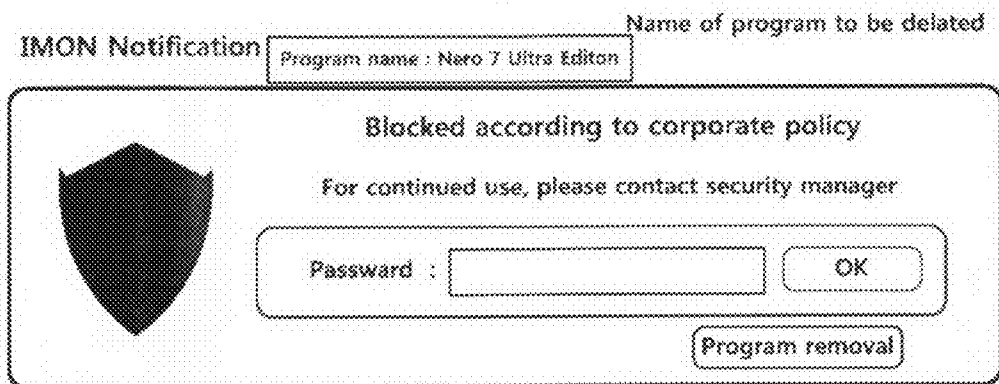 Name of program to be delated
IMON Notification
Program name : Nero 7 Ultra Editon
Blocked according to corporate policy
For continued use, please contact security manager
Passward :
OK
Program removal